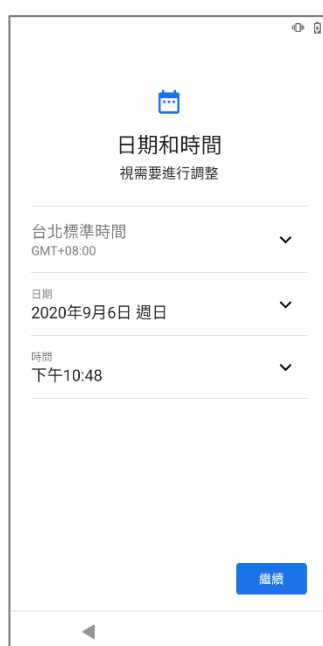 日期和時間
視需要進行調整
台北標準時間
GMT+08:00
日期
2020年9月6日 週日
時間
下午10:48
繼續